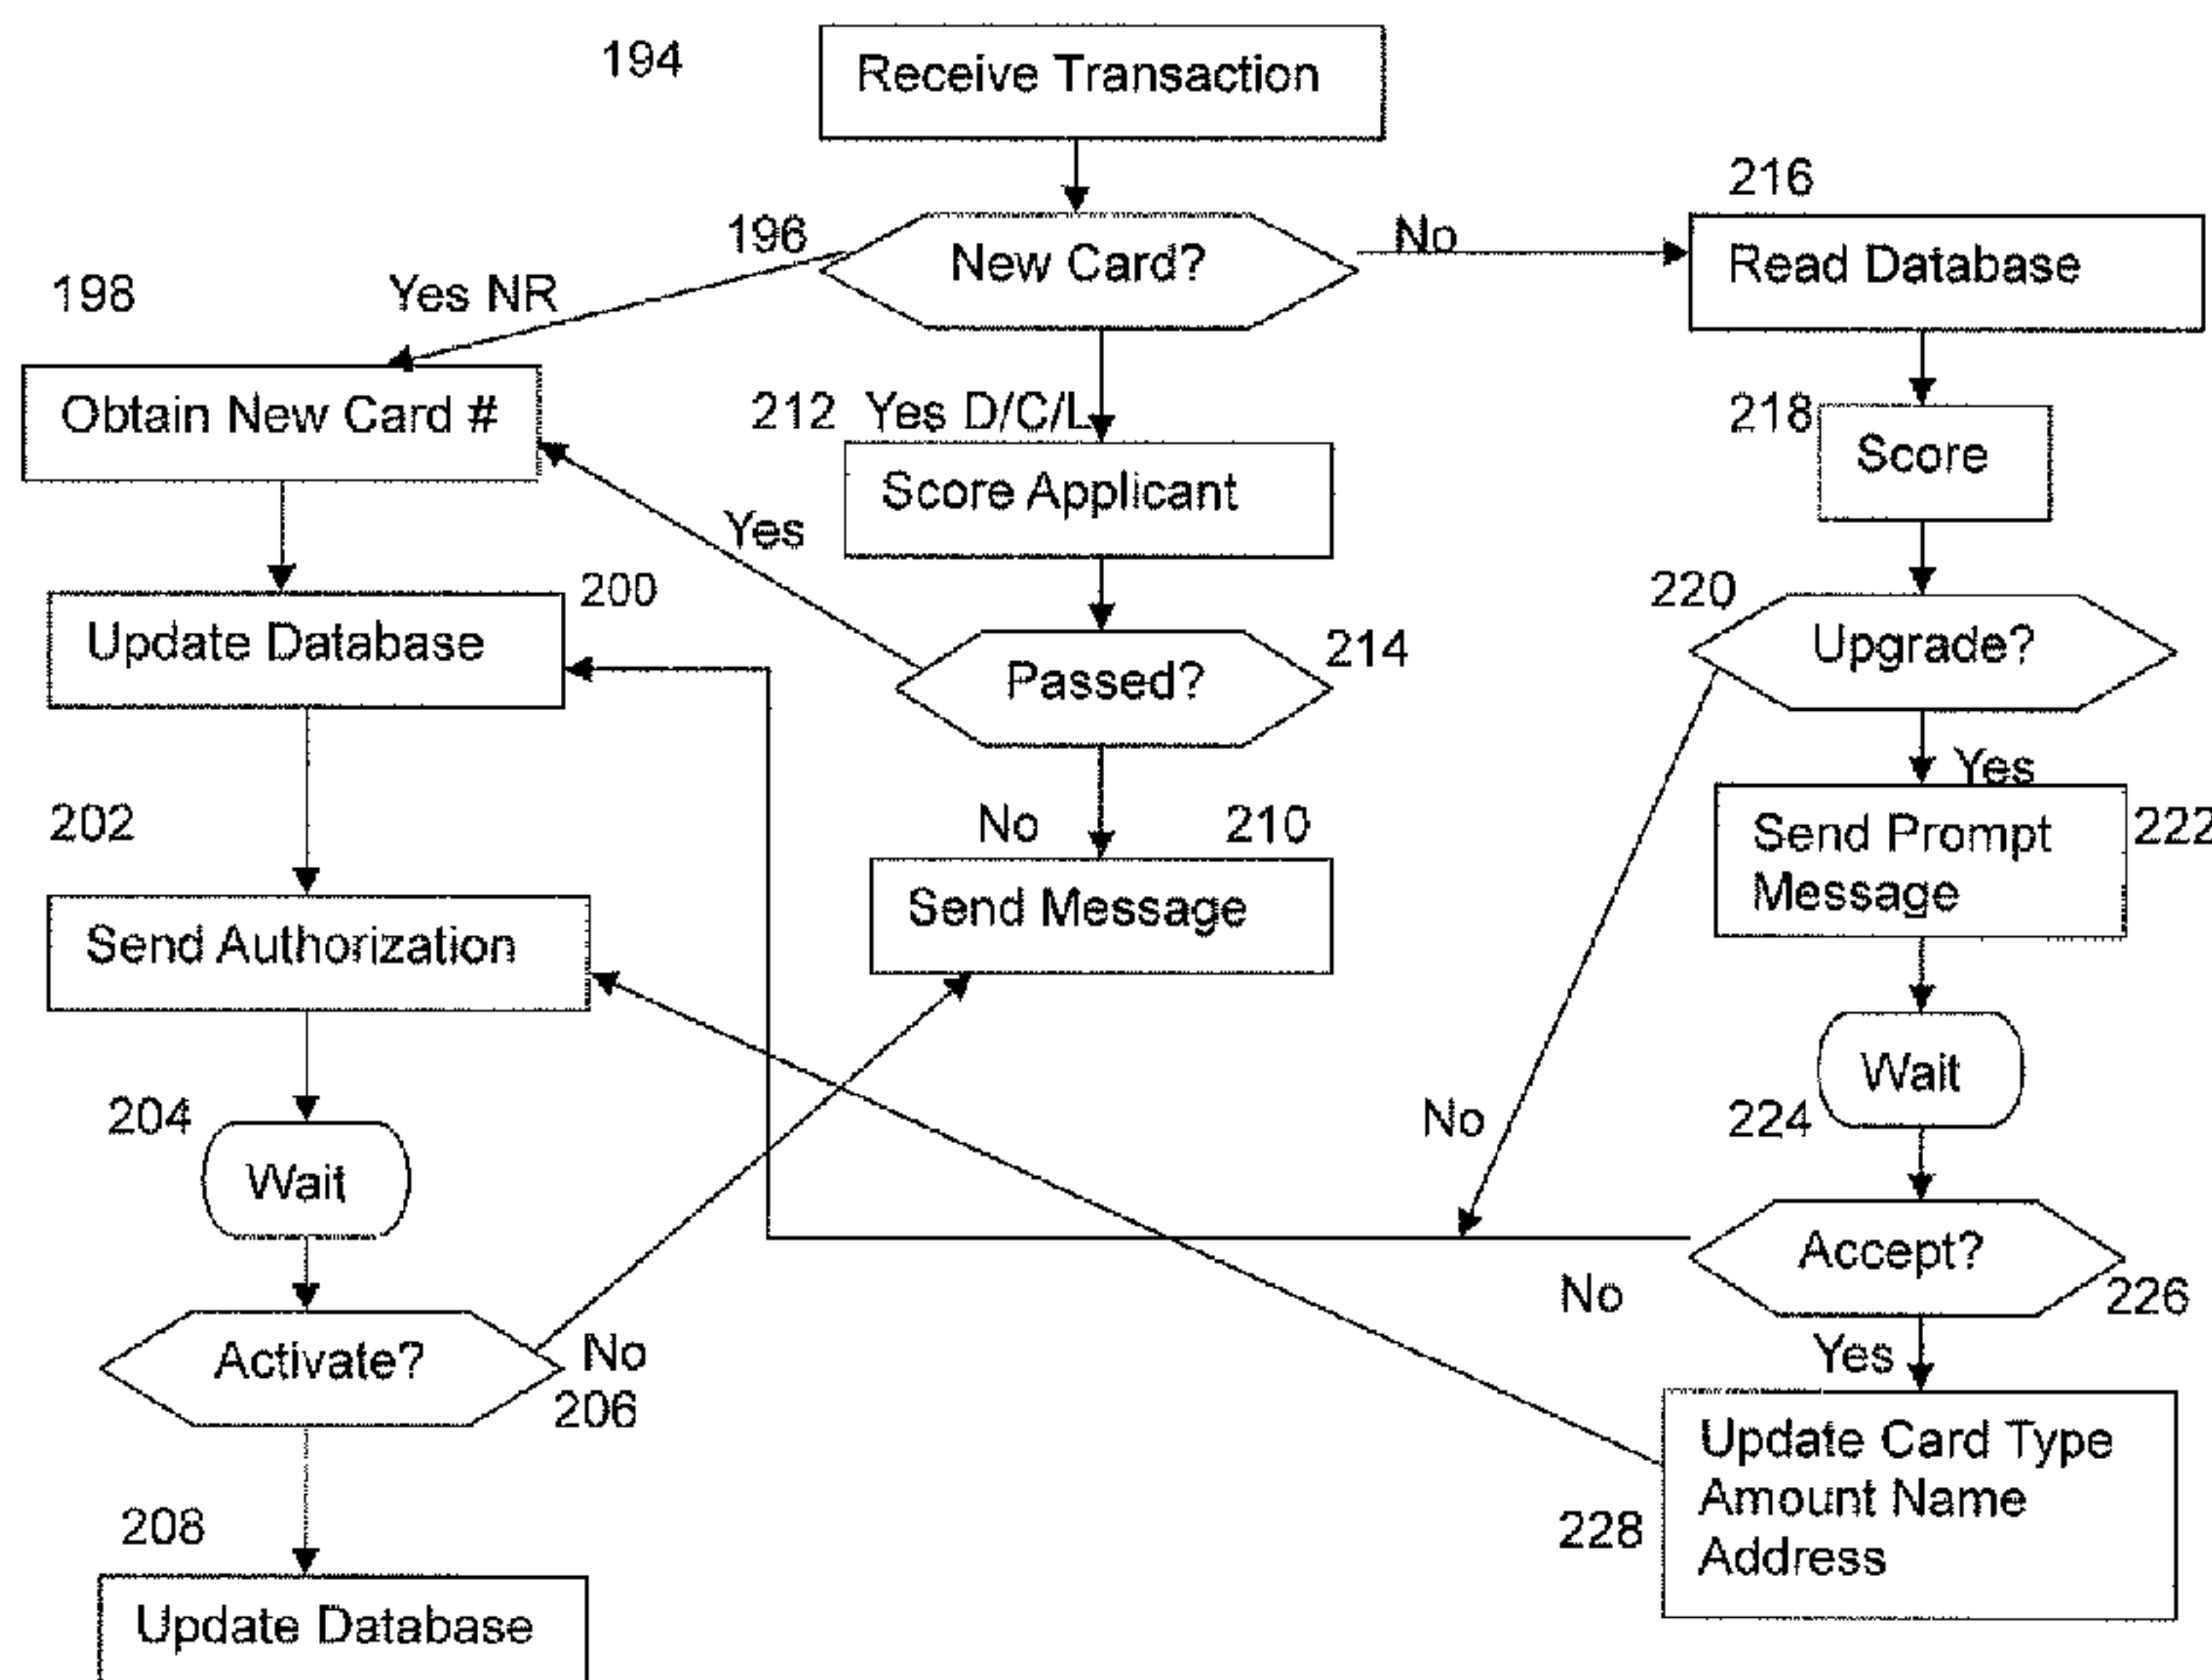 194
Receive Transaction
216
196
New Card?
No
Read Database
198
Yes NR
Obtain New Card #
212 Yes D/C/L
218
Score Applicant
Score
Yes
200
220
Update Database
Passed?
214
Upgrade?
Yes
202
No
210
Send Prompt
Message
222
Send Authorization
Send Message
204
Wait
No
224
Wait
Accept?
226
No
Activate?
No
206
Yes
Update Card Type
Amount Name
Address
228
208
Update Database